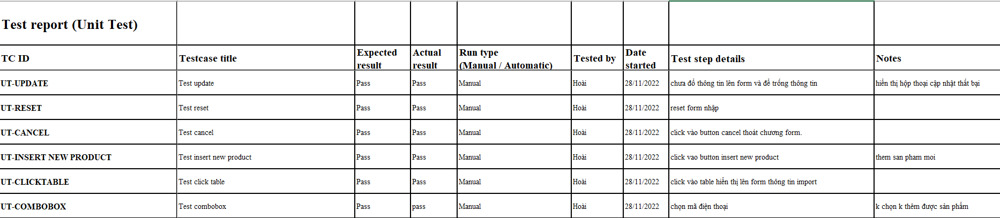 Test report (Unit Test)
TC ID Testcase title Expected result Actual result Run type (Manual / Automatic) Tested by Date started Test step details Notes
UT-UPDATE Test update Pass Pass Manual Hoài 28/11/2022 chưa đổ thông tin lên form và để trống thông tin hiển thị hộp thoại cập nhật thất bại
UT-RESET Test reset Pass Pass Manual Hoài 28/11/2022 reset form nhập
UT-CANCEL Test cancel Pass Pass Manual Hoài 28/11/2022 click vào button cancel thoát chương form.
UT-INSERT NEW PRODUCT Test insert new product Pass Pass Manual Hoài 28/11/2022 click vao button insert new product them san pham moi
UT-CLICKTABLE Test click table Pass Pass Manual Hoài 28/11/2022 click vào table hiển thị lên form thông tin import
UT-COMBOBOX Test combobox Pass pass Manual Hoài 28/11/2022 chọn mã điện thoại k chọn k thêm được sản phẩm